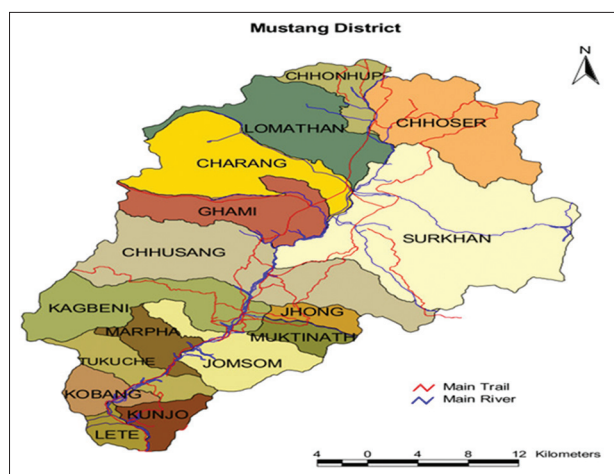 Mustang District
N
CHHONHUP
LOMATHAN
CHHOSER
CHARANG
GHAMI
SURKHAN
CHHUSANG
KAGBENI
JHONG
MARPHA
MUKTINATH
TUKUCHE
JOMSOM
KOBANG
KUNJO
LETE
Main Trail
Main River
4 0 4 8 12 Kilometers